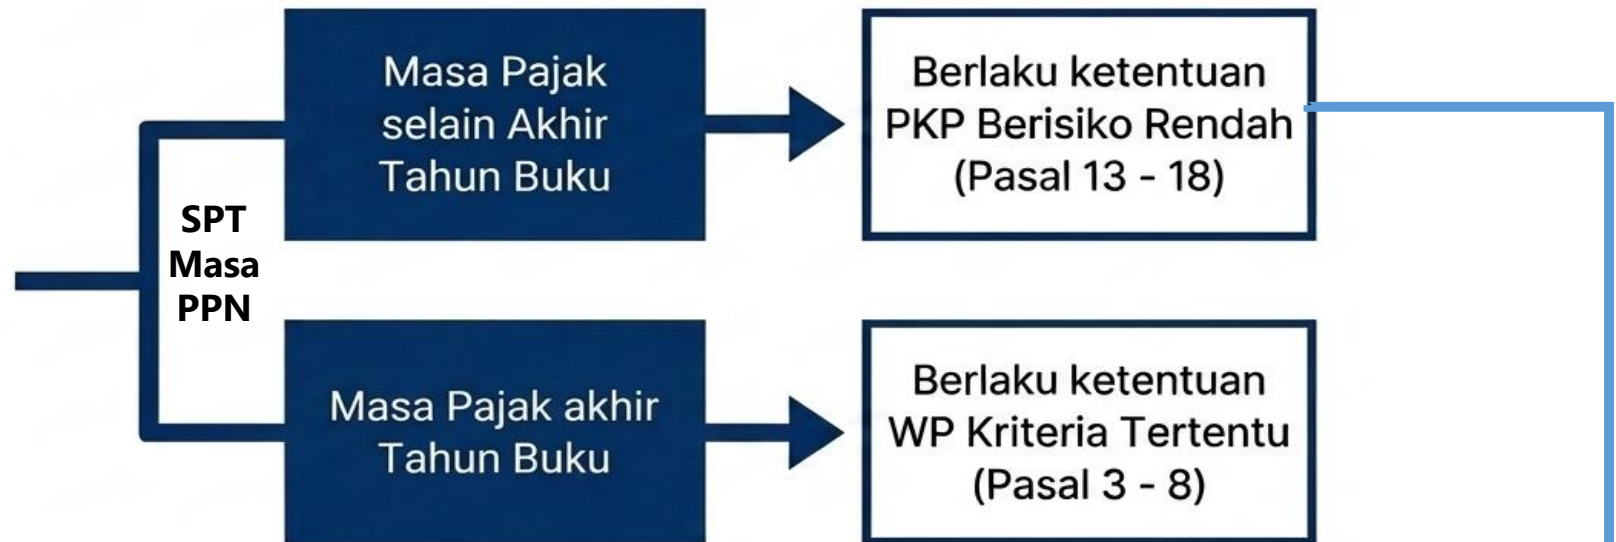 Masa Pajak
selain Akhir
Tahun Buku
Berlaku ketentuan
PKP Berisiko Rendah
(Pasal 13 - 18)
SPT
Masa
PPN
Masa Pajak akhir
Tahun Buku
Berlaku ketentuan
WP Kriteria Tertentu
(Pasal 3 - 8)